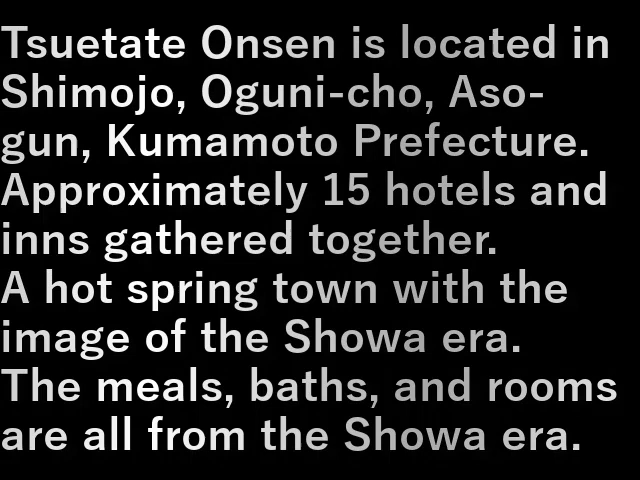 Tsuetate Onsen is located in
Shimojo, Oguni-cho, Aso-
gun, Kumamoto Prefecture.
Approximately 15 hotels and
inns gathered together.
A hot spring town with the
image of the Showa era.
The meals, baths, and rooms
are all from the Showa era.